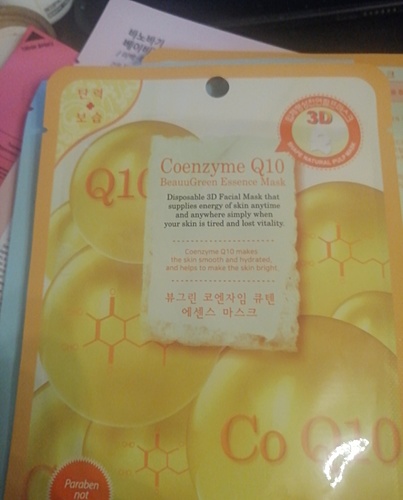 탄력
보습
3D
Q10
Coenzyme Q10
BeauuGreen Essence Mask
Disposable 3D Facial Mask that
supplies energy of skin anytime
and anywhere simply when
your skin is tired and lost vitality.
Coenzyme Q10 makes
the skin smooth and hydrated,
and helps to make the skin bright
뷰그린 코엔자임 큐텐
에센스 마스크
Co Q10
Paraben
not